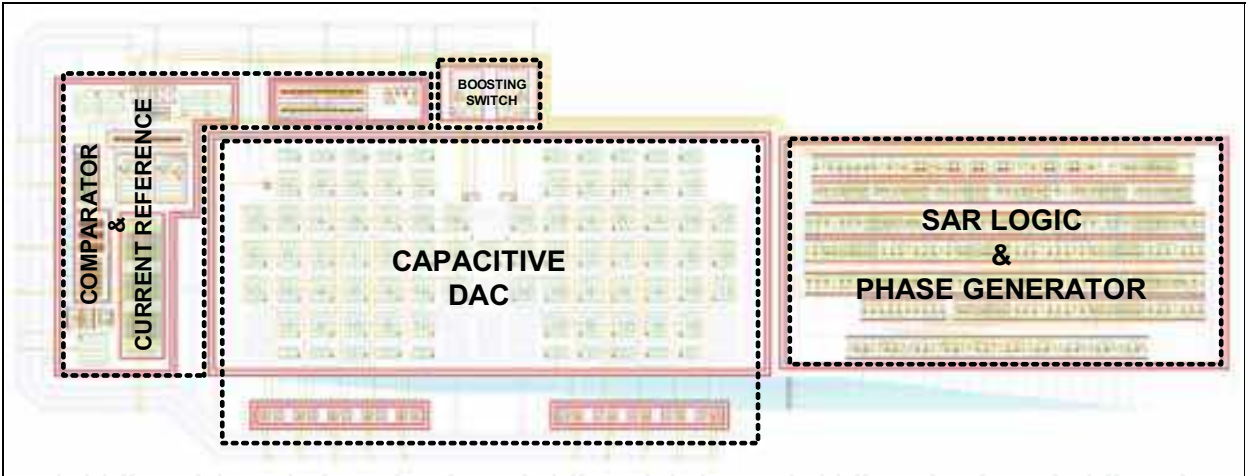 BOOSTING
SWITCH
COMPARATOR
&
CURRENT REFERENCE
CAPACITIVE
DAC
SAR LOGIC
&
PHASE GENERATOR